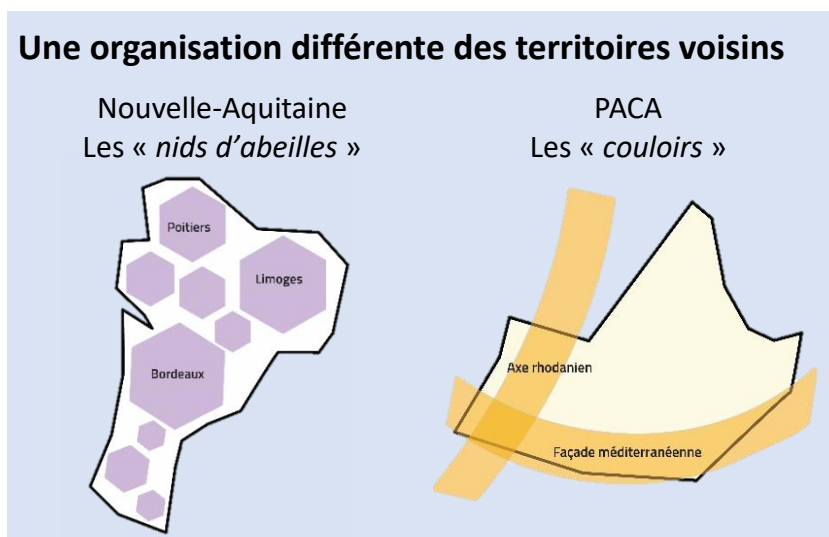 Une organisation différente des territoires voisins
Nouvelle-Aquitaine
Les « nids d’abeilles »
Poitiers
Limoges
Bordeaux
PACA
Les « couloirs »
Axe rhodanien
Façade méditerranéenne